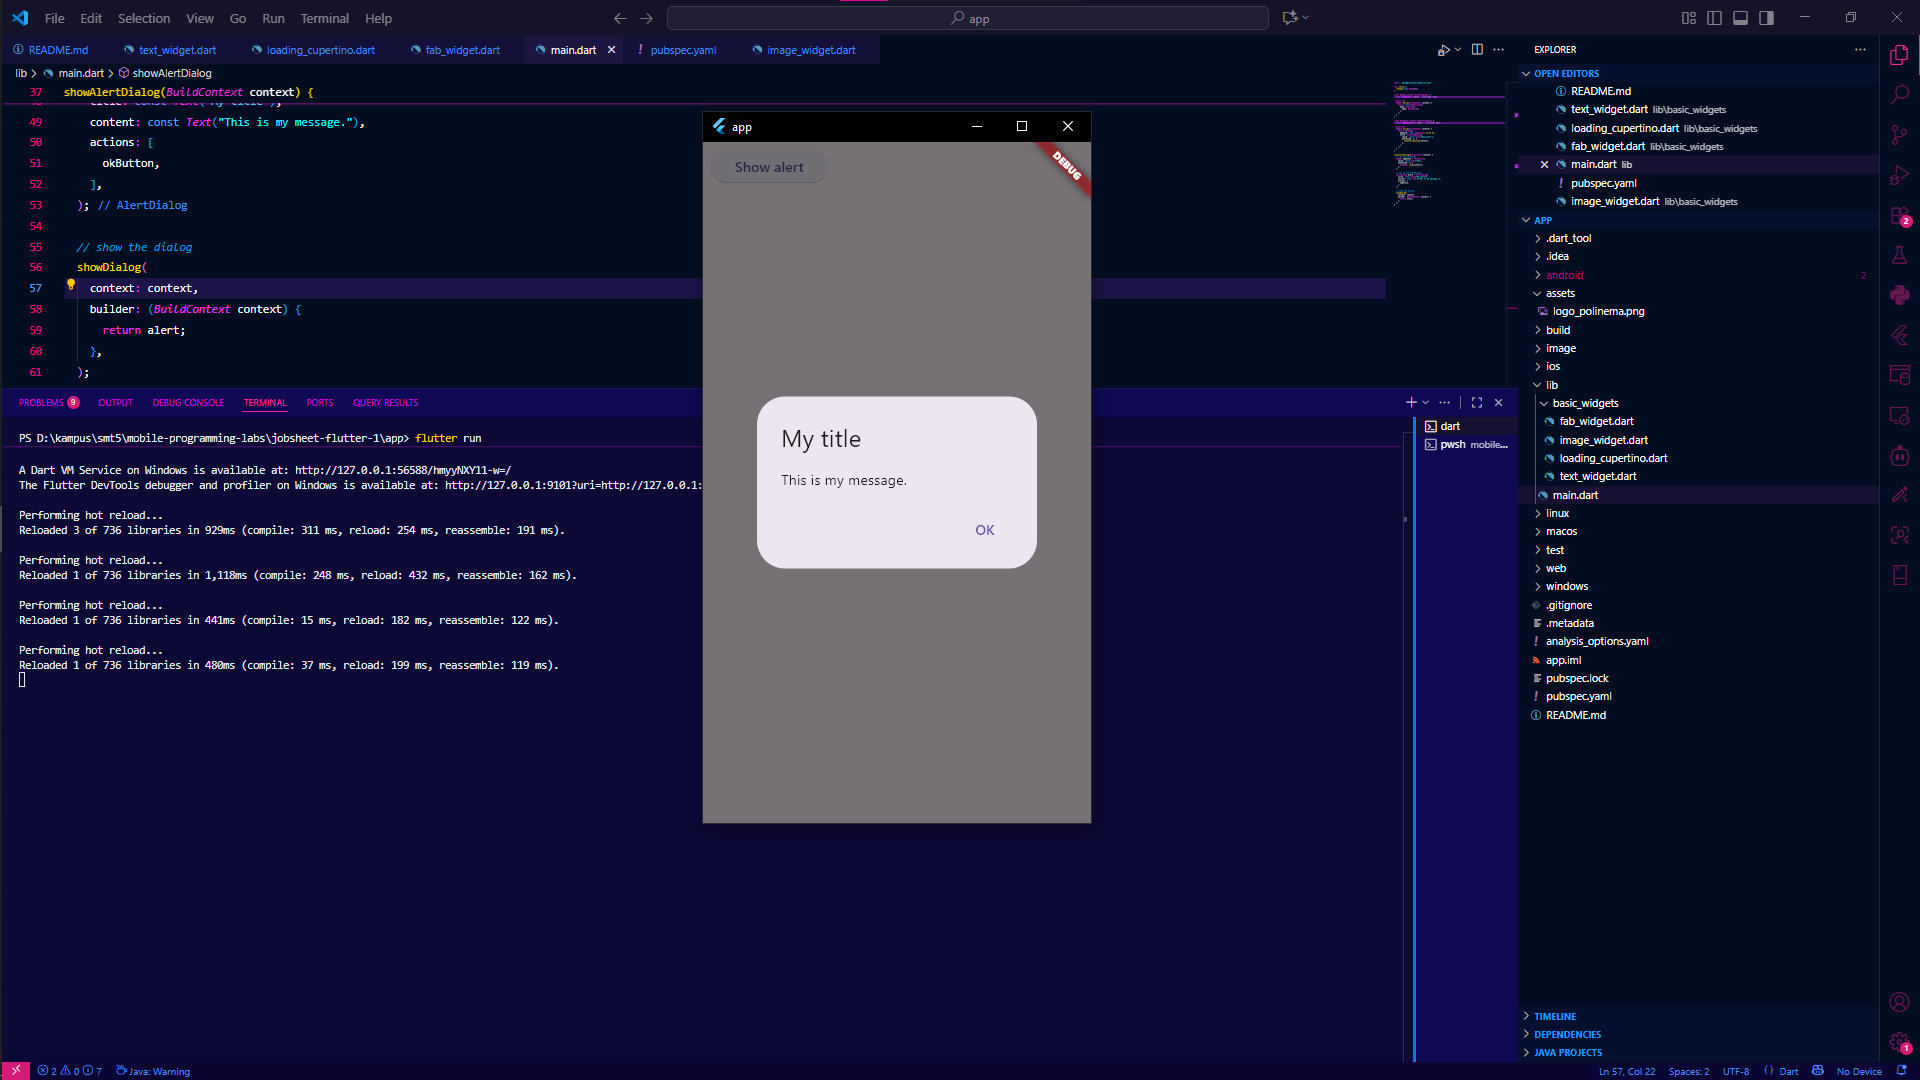 File Edit Selection View Go Run Terminal Help
app
README.md text_widget.dart loading_cupertino.dart fab_widget.dart main.dart pubspec.yaml image_widget.dart
lib > main.dart > showAlertDialog
37 showAlertDialog(BuildContext context) {
49 content: const Text("This is my message."),
50 actions: [
51 okButton,
52 ],
53 ); // AlertDialog
54
55 // show the dialog
56 showDialog(
57 context: context,
58 builder: (BuildContext context) {
59 return alert;
60 },
61 );
PROBLEMS 9 OUTPUT DEBUG CONSOLE TERMINAL PORTS QUERY RESULTS
PS D:\kampus\smt5\mobile-programming-labs\jobsheet-flutter-1\app> flutter run
A Dart VM Service on Windows is available at: http://127.0.0.1:56588/hmyyNXY11-w=/
The Flutter DevTools debugger and profiler on Windows is available at: http://127.0.0.1:9101?uri=http://127.0.0.1:
Performing hot reload...
Reloaded 3 of 736 libraries in 929ms (compile: 311 ms, reload: 254 ms, reassemble: 191 ms).
Performing hot reload...
Reloaded 1 of 736 libraries in 1,118ms (compile: 248 ms, reload: 432 ms, reassemble: 162 ms).
Performing hot reload...
Reloaded 1 of 736 libraries in 441ms (compile: 15 ms, reload: 182 ms, reassemble: 122 ms).
Performing hot reload...
Reloaded 1 of 736 libraries in 480ms (compile: 37 ms, reload: 199 ms, reassemble: 119 ms).
app
Show alert
DEBUG
My title
This is my message.
OK
dart
pwsh mobile...
EXPLORER
OPEN EDITORS
README.md
text_widget.dart lib\basic_widgets
loading_cupertino.dart lib\basic_widgets
fab_widget.dart lib\basic_widgets
main.dart lib
pubspec.yaml
image_widget.dart lib\basic_widgets
APP
.dart_tool
.idea
android 2
assets
logo_polinema.png
build
image
ios
lib
basic_widgets
fab_widget.dart
image_widget.dart
loading_cupertino.dart
text_widget.dart
main.dart
linux
macos
test
web
windows
.gitignore
.metadata
analysis_options.yaml
app.iml
pubspec.lock
pubspec.yaml
README.md
TIMELINE
DEPENDENCIES
JAVA PROJECTS
2
1
2 0 7 Java: Warning
Ln 57, Col 22 Spaces: 2 UTF-8 {} Dart No Device